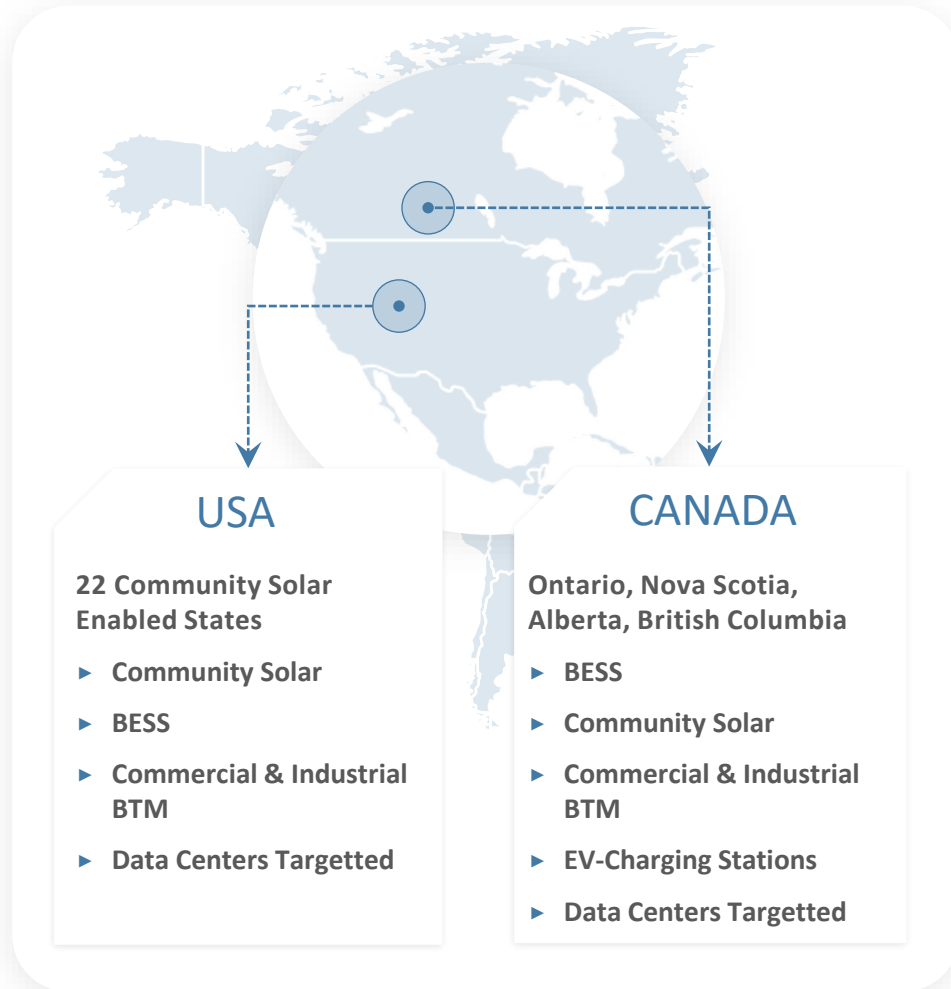 USA
22 Community Solar
Enabled States
► Community Solar
► BESS
► Commercial & Industrial
BTM
► Data Centers Targetted
CANADA
Ontario, Nova Scotia,
Alberta, British Columbia
► BESS
► Community Solar
► Commercial & Industrial
BTM
► EV-Charging Stations
► Data Centers Targetted